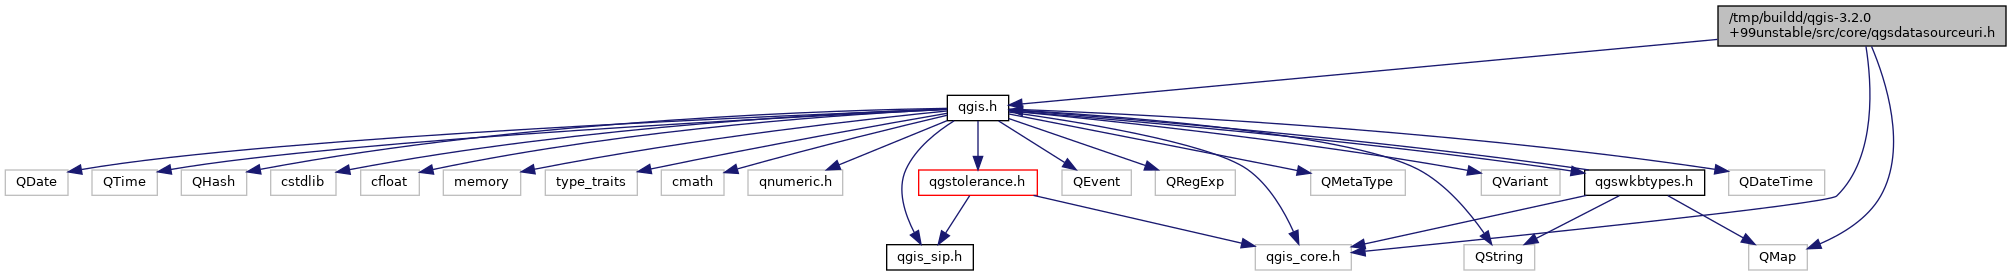 /tmp/buildd/qgis-3.2.0
+99unstable/src/core/qgsdatasourceuri.h
qgis.h
QDate
QTime
QHash
cstdlib
cfloat
memory
type_traits
cmath
qnumeric.h
qgstolerance.h
QEvent
QRegExp
QMetaType
QVariant
qgswkbtypes.h
QDateTime
qgis_sip.h
qgis_core.h
QString
QMap